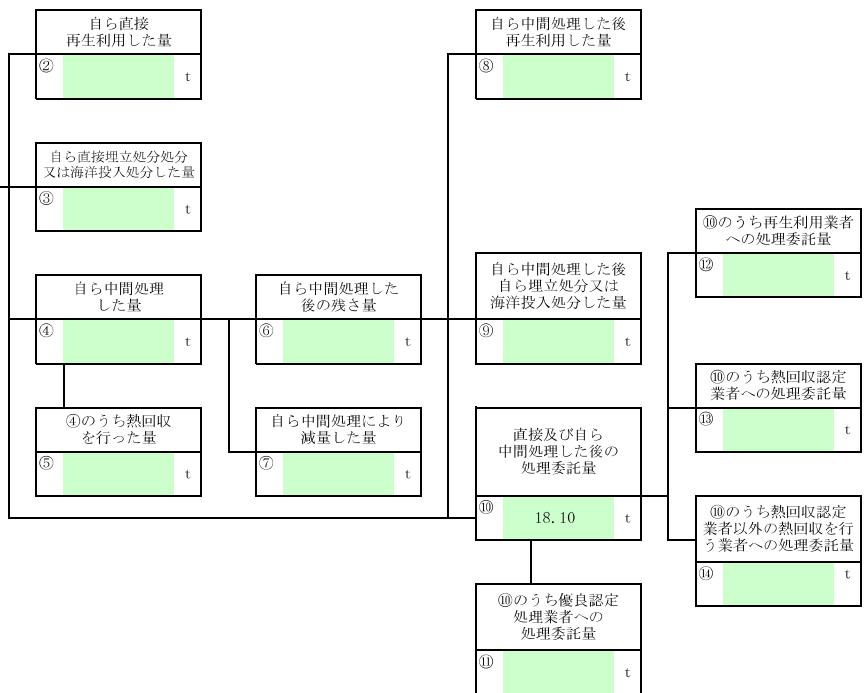 自ら直接
再生利用した量
② t
自ら直接埋立処分処分
又は海洋投入処分した量
③ t
自ら中間処理
した量
④ t
④のうち熱回収
を行った量
⑤ t
自ら中間処理した
後の残さ量
⑥ t
自ら中間処理により
減量した量
⑦ t
自ら中間処理した後
再生利用した量
⑧ t
自ら中間処理した後
自ら埋立処分又は
海洋投入処分した量
⑨ t
直接及び自ら
中間処理した後の
処理委託量
⑩ 18.10 t
⑩のうち優良認定
処理業者への
処理委託量
⑪ t
⑩のうち再生利用業者
への処理委託量
⑫ t
⑩のうち熱回収認定
業者への処理委託量
⑬ t
⑩のうち熱回収認定
業者以外の熱回収を行
う業者への処理委託量
⑭ t